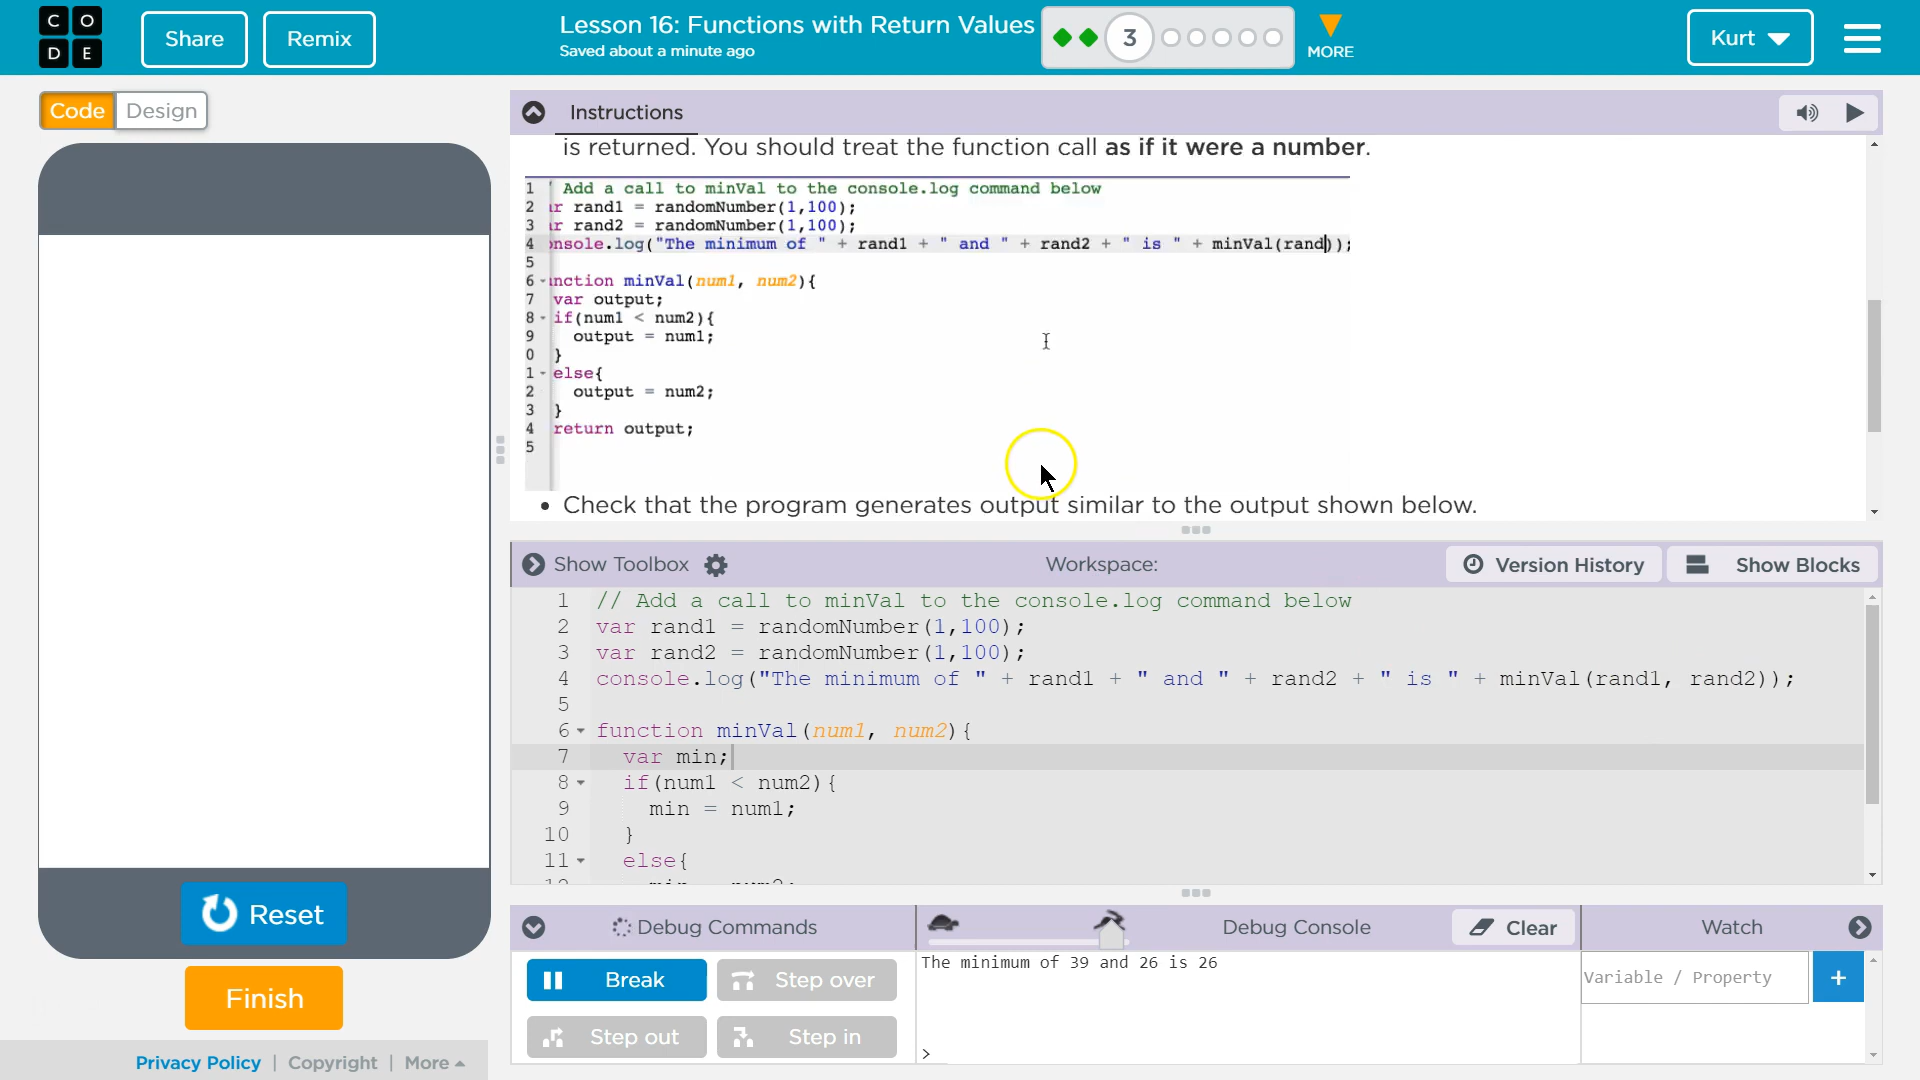 C O
D E
Share
Remix
Lesson 16: Functions with Return Values
Saved about a minute ago
3
MORE
Kurt
Code
Design
Instructions
is returned. You should treat the function call as if it were a number.
1 ' Add a call to minVal to the console.log command below
2 ar rand1 = randomNumber(1,100);
3 ar rand2 = randomNumber(1,100);
4 onsole.log("The minimum of " + rand1 + " and " + rand2 + " is " + minVal(rand));
5
6 unction minVal(num1, num2){
7 var output;
8 if(num1 < num2){
9 output = num1;
0 }
1 else{
2 output = num2;
3 }
4 return output;
5
• Check that the program generates output similar to the output shown below.
Show Toolbox
Workspace:
Version History
Show Blocks
1 // Add a call to minVal to the console.log command below
2 var rand1 = randomNumber(1,100);
3 var rand2 = randomNumber(1,100);
4 console.log("The minimum of " + rand1 + " and " + rand2 + " is " + minVal(rand1, rand2));
5
6 function minVal(num1, num2){
7 var min;
8 if(num1 < num2){
9 min = num1;
10 }
11 else{
12 min = num2;
Reset
Finish
Debug Commands
Debug Console
Clear
Watch
Break
Step over
Step out
Step in
The minimum of 39 and 26 is 26
>
Variable / Property
+
Privacy Policy | Copyright | More